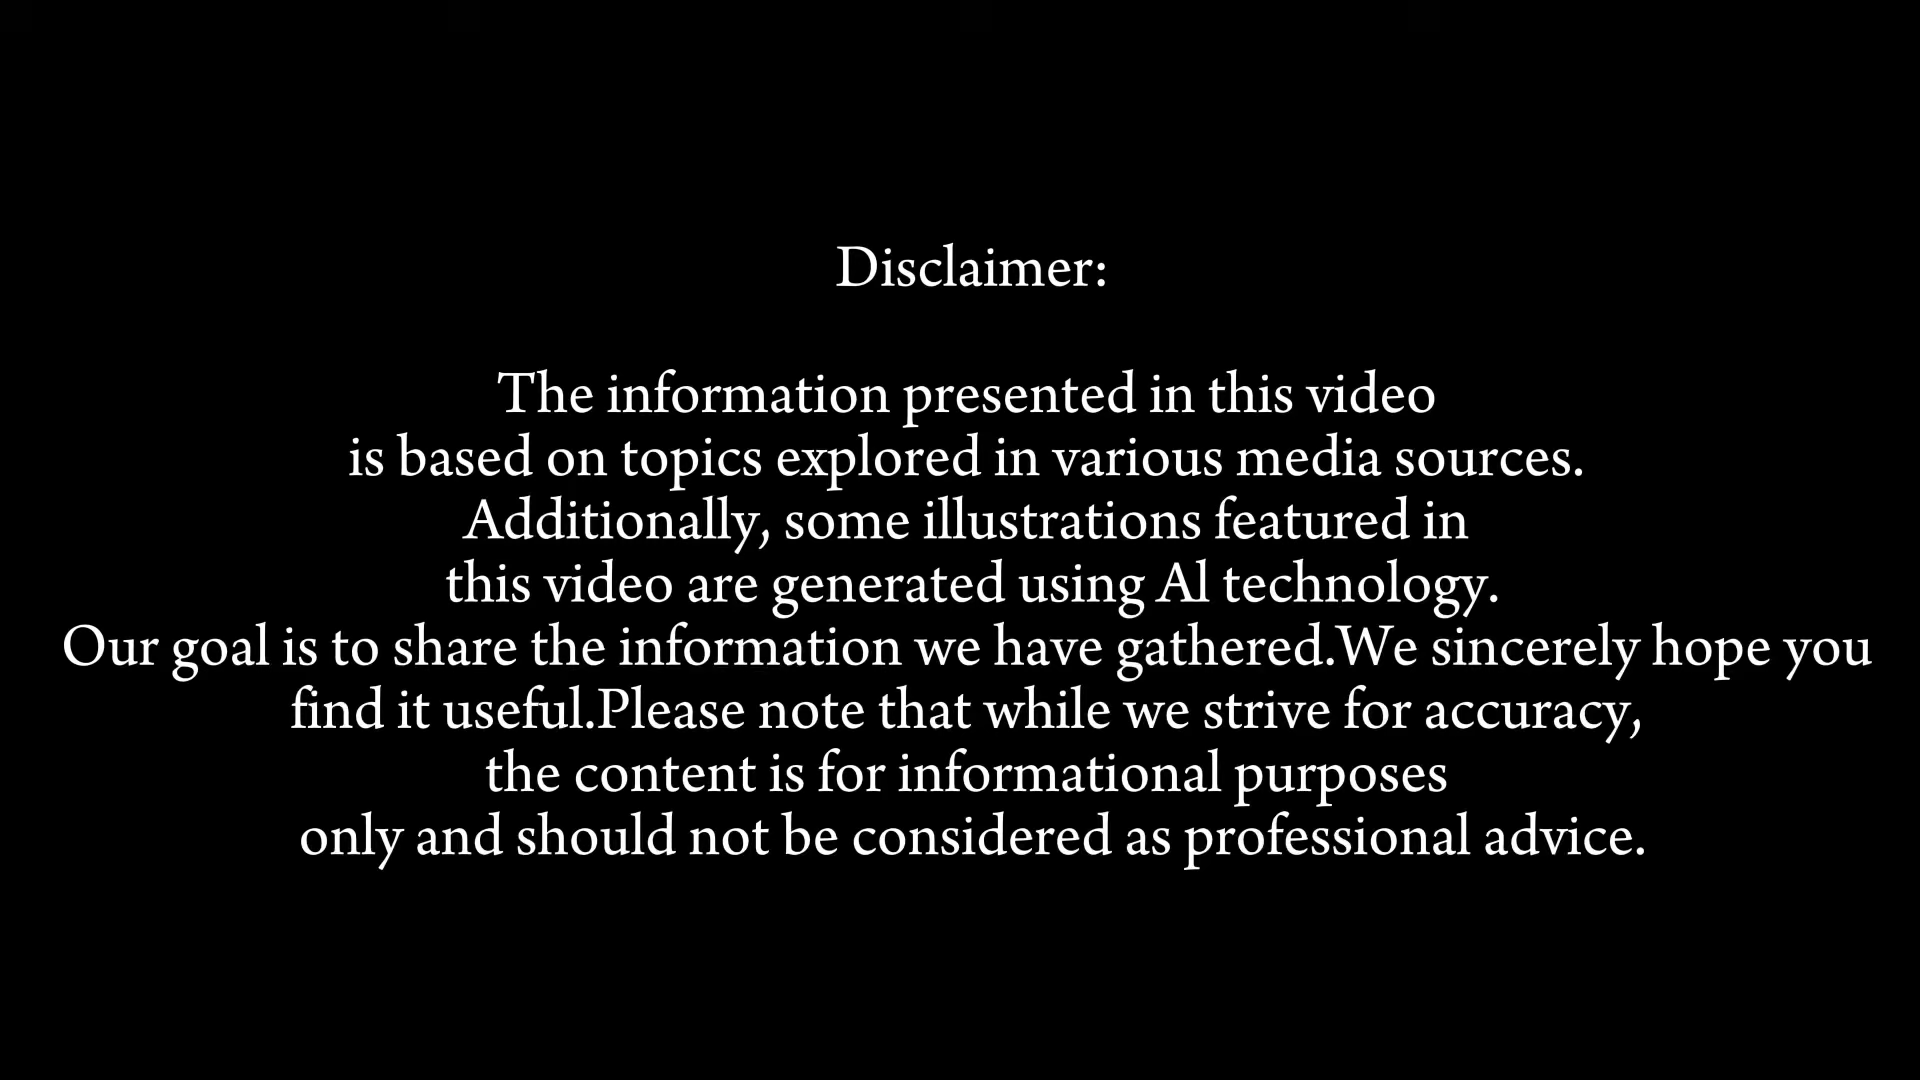 Disclaimer:
The information presented in this video
is based on topics explored in various media sources.
Additionally, some illustrations featured in
this video are generated using Al technology.
Our goal is to share the information we have gathered.We sincerely hope you
find it useful.Please note that while we strive for accuracy,
the content is for informational purposes
only and should not be considered as professional advice.